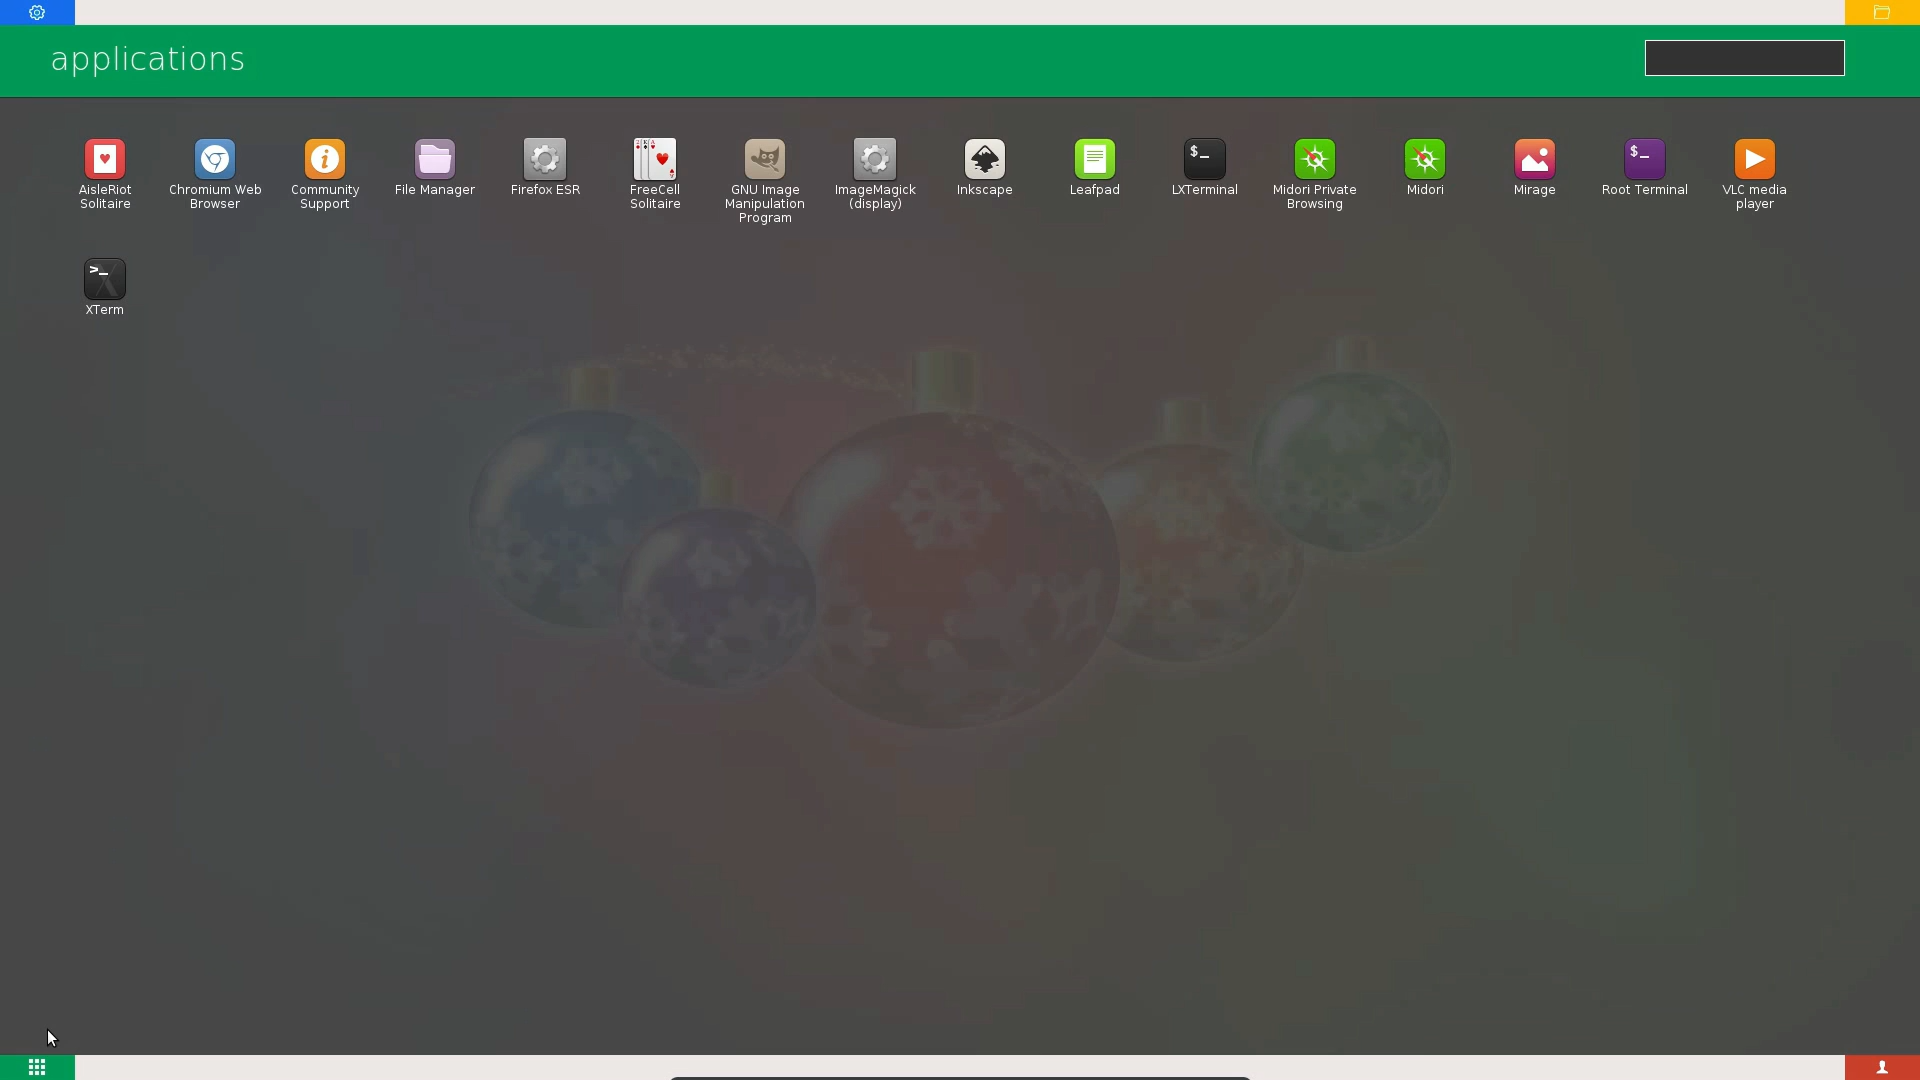 applications
AisleRiot
Solitaire
Chromium Web
Browser
Community
Support
File Manager
Firefox ESR
FreeCell
Solitaire
GNU Image
Manipulation
Program
ImageMagick
(display)
Inkscape
Leafpad
LXTerminal
Midori Private
Browsing
Midori
Mirage
Root Terminal
VLC media
player
XTerm